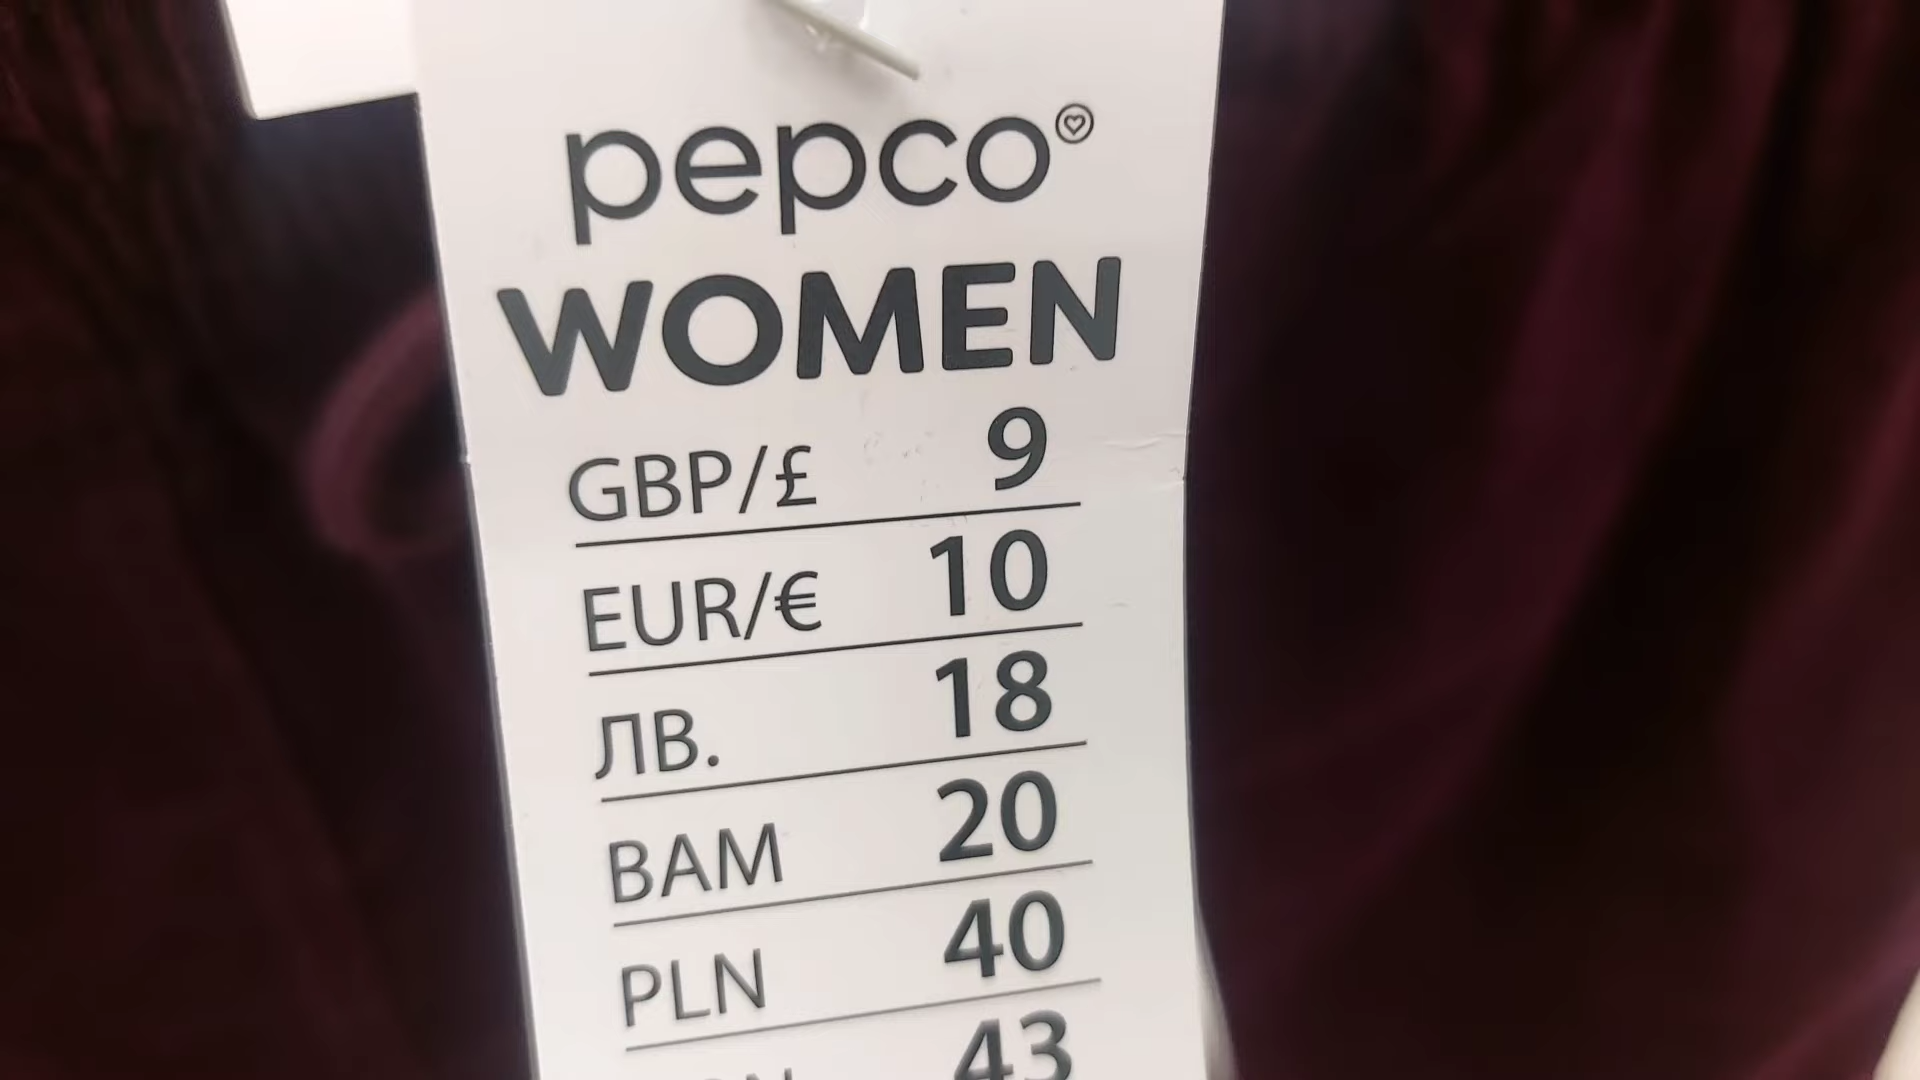 pepco
WOMEN
GBP/£ 9
EUR/€ 10
ЛВ. 18
BAM 20
PLN 40
43